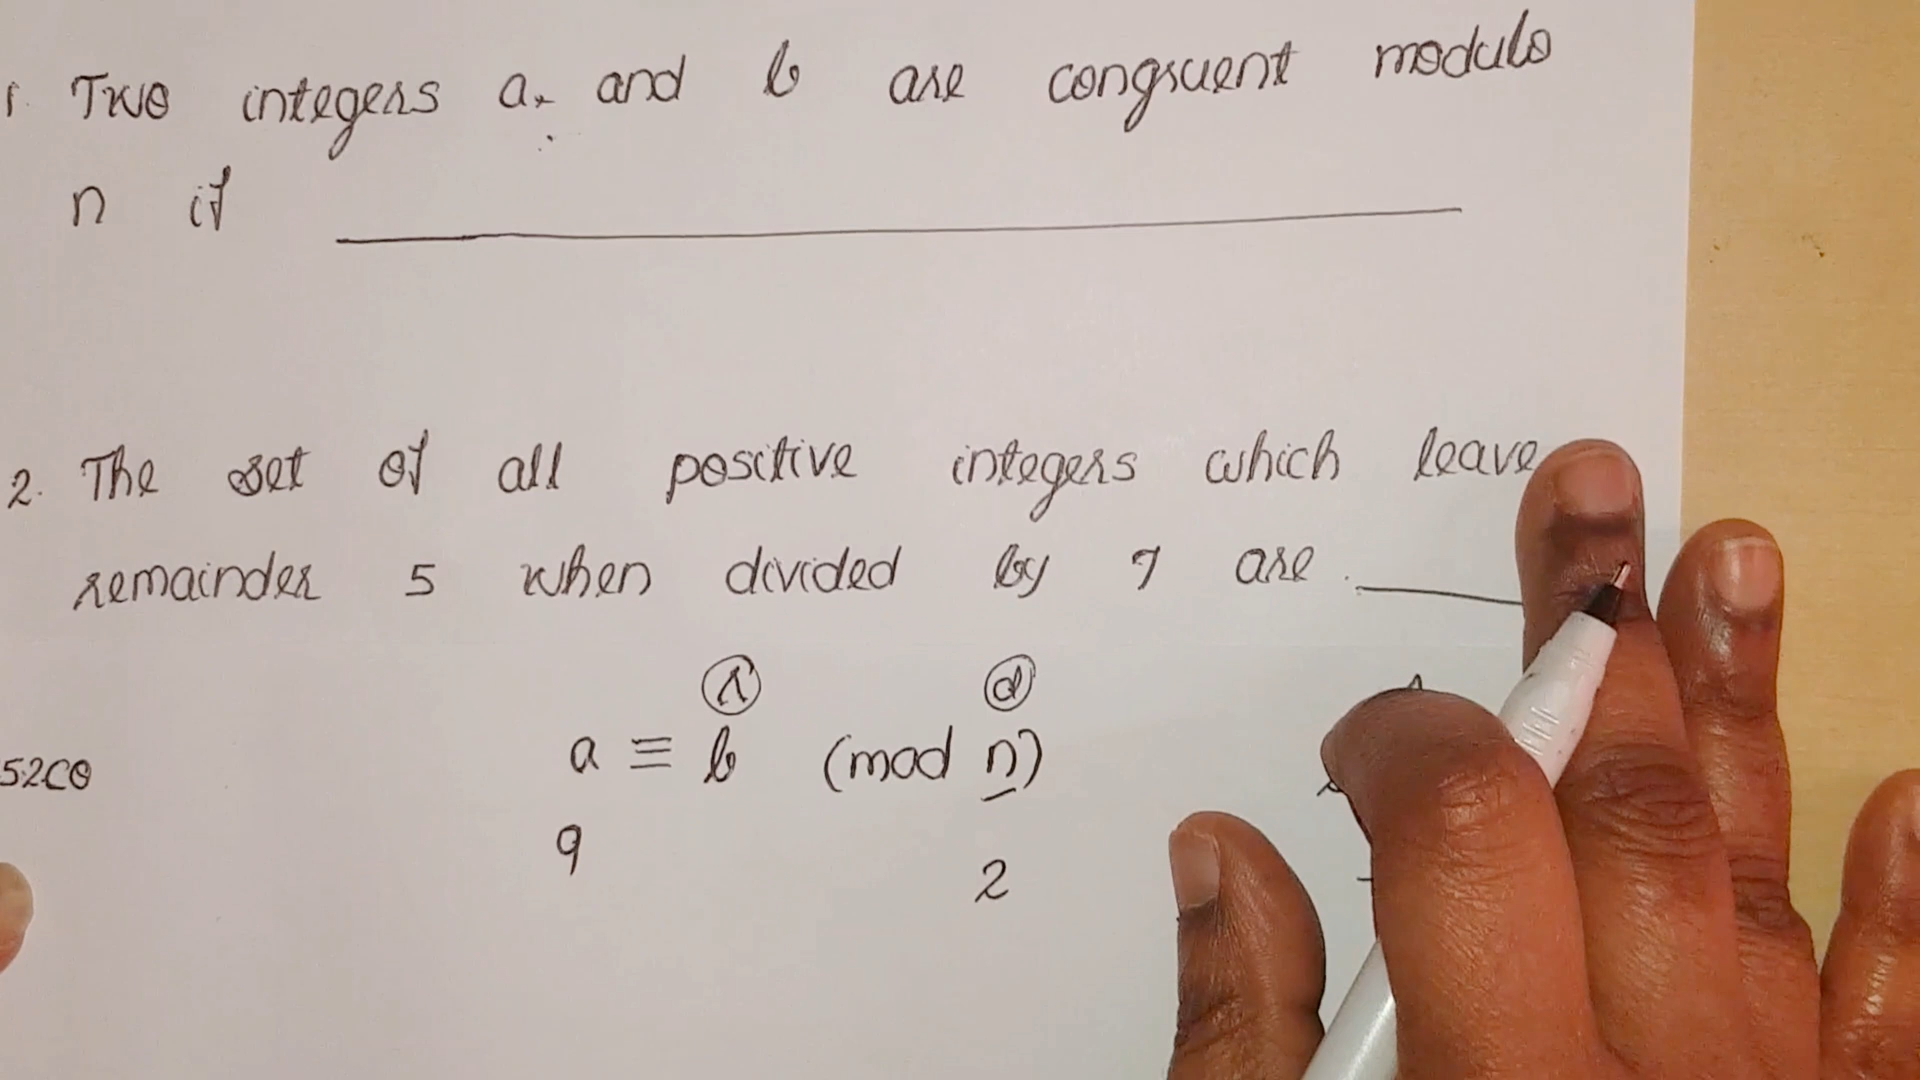 1. Two integers a, and b are congruent modulo
n if
2. The set of all positive integers which leave
remainder 5 when divided by 7 are
r d
a ≡ b (mod n)
9 2